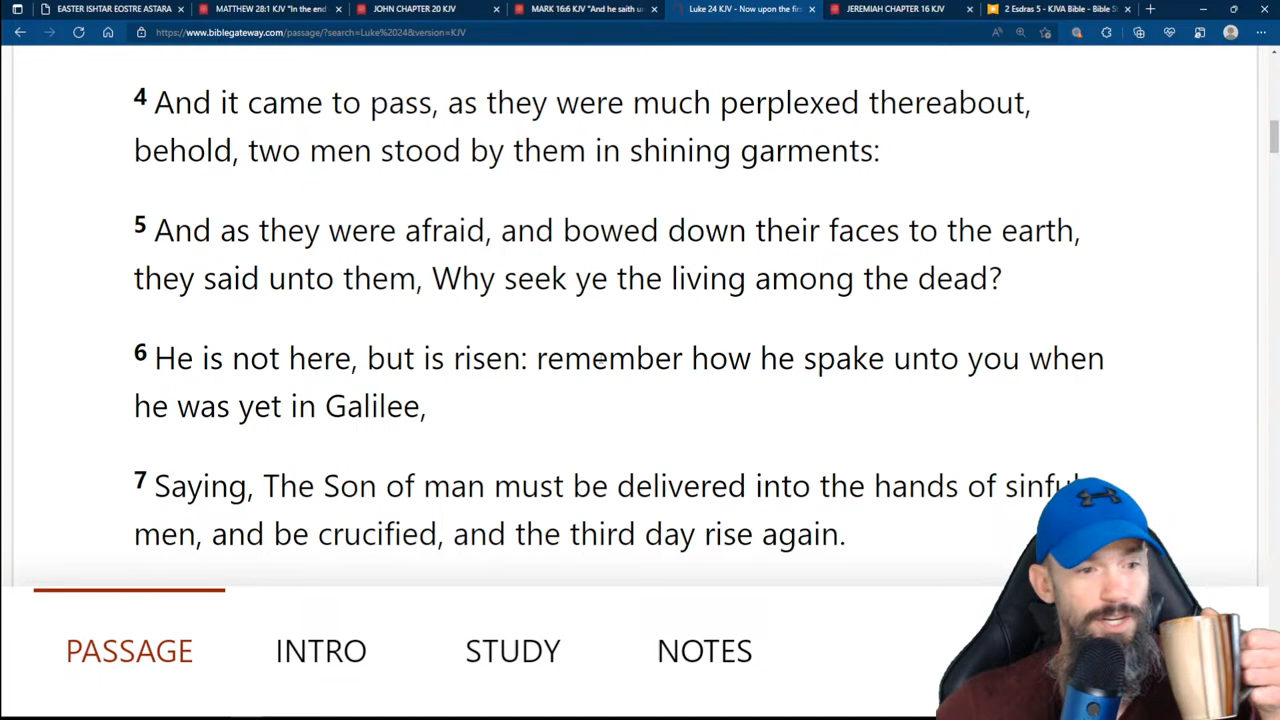 EASTER ISHTAR EOSTRE ASTARA
MATTHEW 28:1 KJV "In the end
JOHN CHAPTER 20 KJV
MARK 16:6 KJV "And he saith u
Luke 24 KJV - Now upon the fir
JEREMIAH CHAPTER 16 KJV
2 Esdras 5 - KJVA Bible - Bible S
https://www.biblegateway.com/passage/?search=Luke%2024&version=KJV
4 And it came to pass, as they were much perplexed thereabout,
behold, two men stood by them in shining garments:
5 And as they were afraid, and bowed down their faces to the earth,
they said unto them, Why seek ye the living among the dead?
6 He is not here, but is risen: remember how he spake unto you when
he was yet in Galilee,
7 Saying, The Son of man must be delivered into the hands of sinful
men, and be crucified, and the third day rise again.
PASSAGE INTRO STUDY NOTES